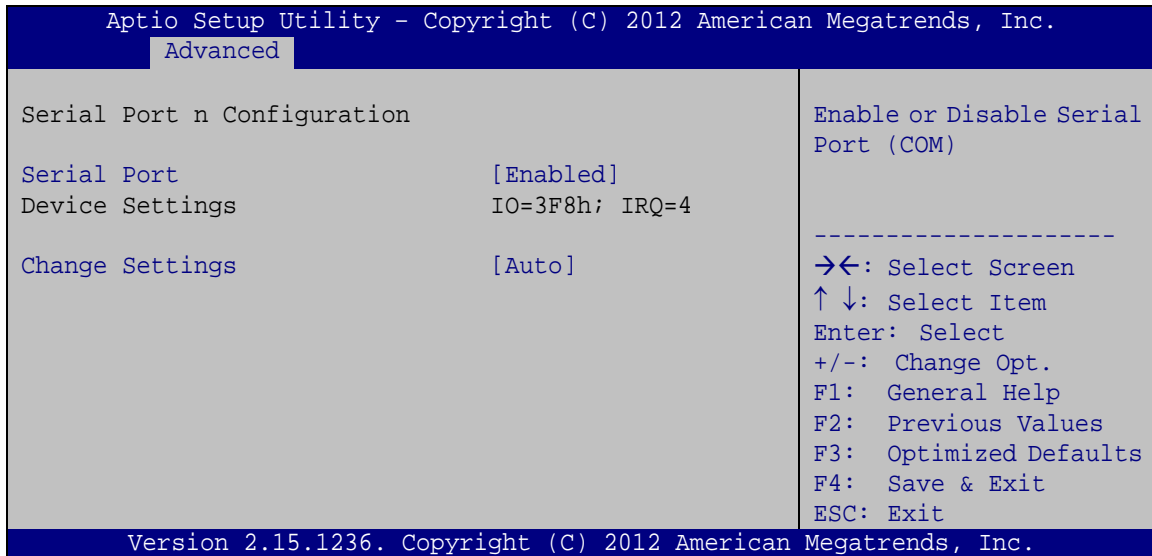 Aptio Setup Utility – Copyright (C) 2012 American Megatrends, Inc.
Advanced
Serial Port n Configuration
Serial Port [Enabled]
Device Settings IO=3F8h; IRQ=4
Change Settings [Auto]
Enable or Disable Serial
Port (COM)
---------------------
→←: Select Screen
↑ ↓: Select Item
Enter: Select
+/-: Change Opt.
F1: General Help
F2: Previous Values
F3: Optimized Defaults
F4: Save & Exit
ESC: Exit
Version 2.15.1236. Copyright (C) 2012 American Megatrends, Inc.